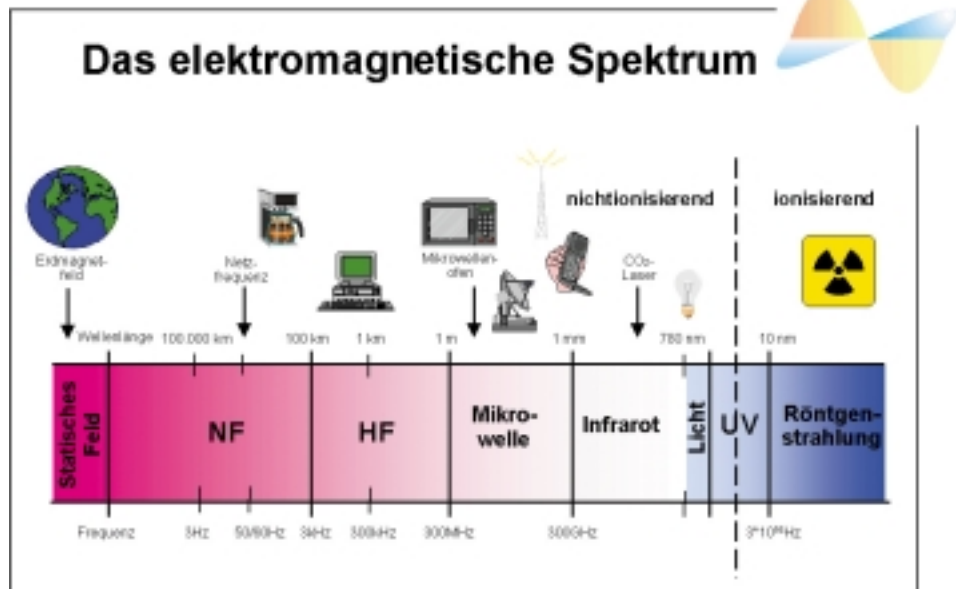 Das elektromagnetische Spektrum
nichtionisierend
ionisierend
Erdmagnet-
feld
Netz-
frequenz
Mikrowellen-
ofen
CO₂-
Laser
Wellenlänge 100.000 km 100 km 1 km 1 m 1 mm 780 nm 10 nm
Statisches
Feld
NF
HF
Mikro-
welle
Infrarot
Licht
UV
Röntgen-
strahlung
Frequenz 3Hz 50/60Hz 3kHz 300kHz 300MHz 300GHz